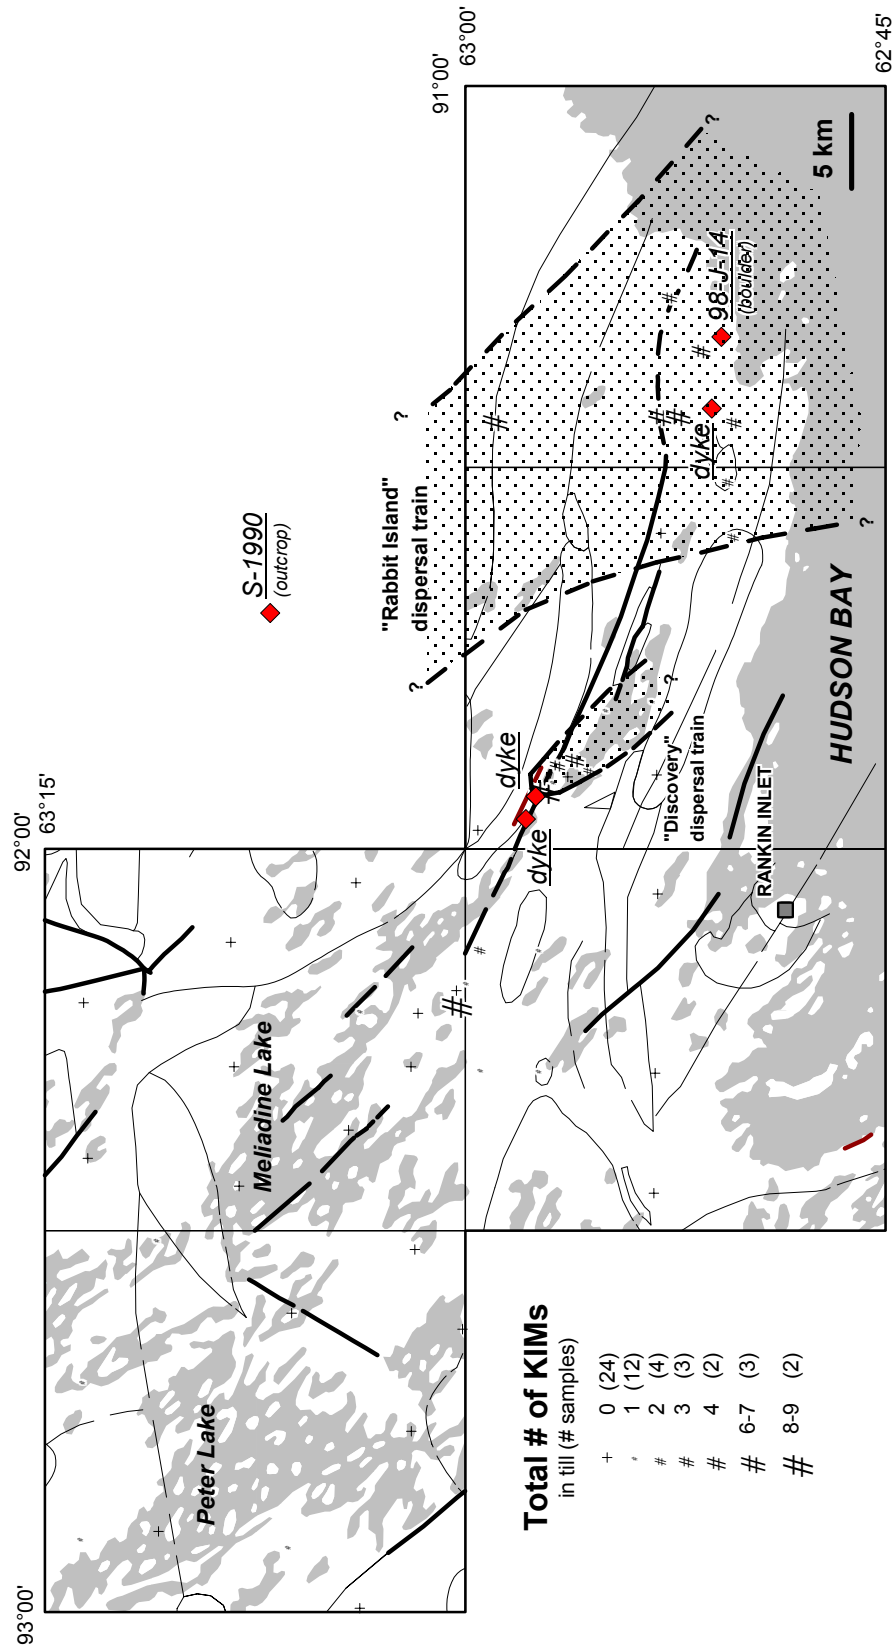 93°00'
92°00'
63°15'
91°00'
63°00'
62°45'
Peter Lake
Meliadine Lake
S-1990
(outcrop)
"Rabbit Island"
dispersal train
?
?
?
?
dyke
dyke
dyke
98-J-14
(boulder)
"Discovery"
dispersal train
?
RANKIN INLET
HUDSON BAY
5 km
Total # of KIMs
in till (# samples)
+ 0 (24)
# 1 (12)
# 2 (4)
# 3 (3)
# 4 (2)
# 6-7 (3)
# 8-9 (2)